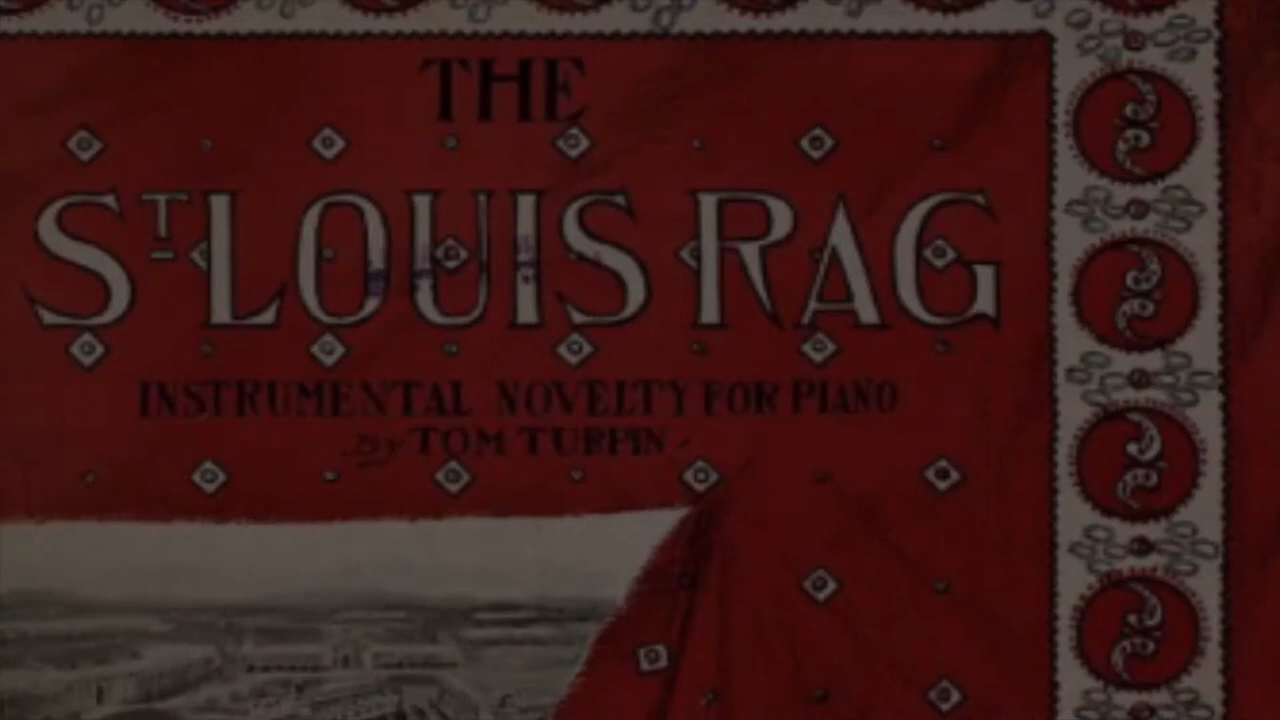 THE
ST LOUIS RAG
INSTRUMENTAL NOVELTY FOR PIANO
By TOM TURPIN